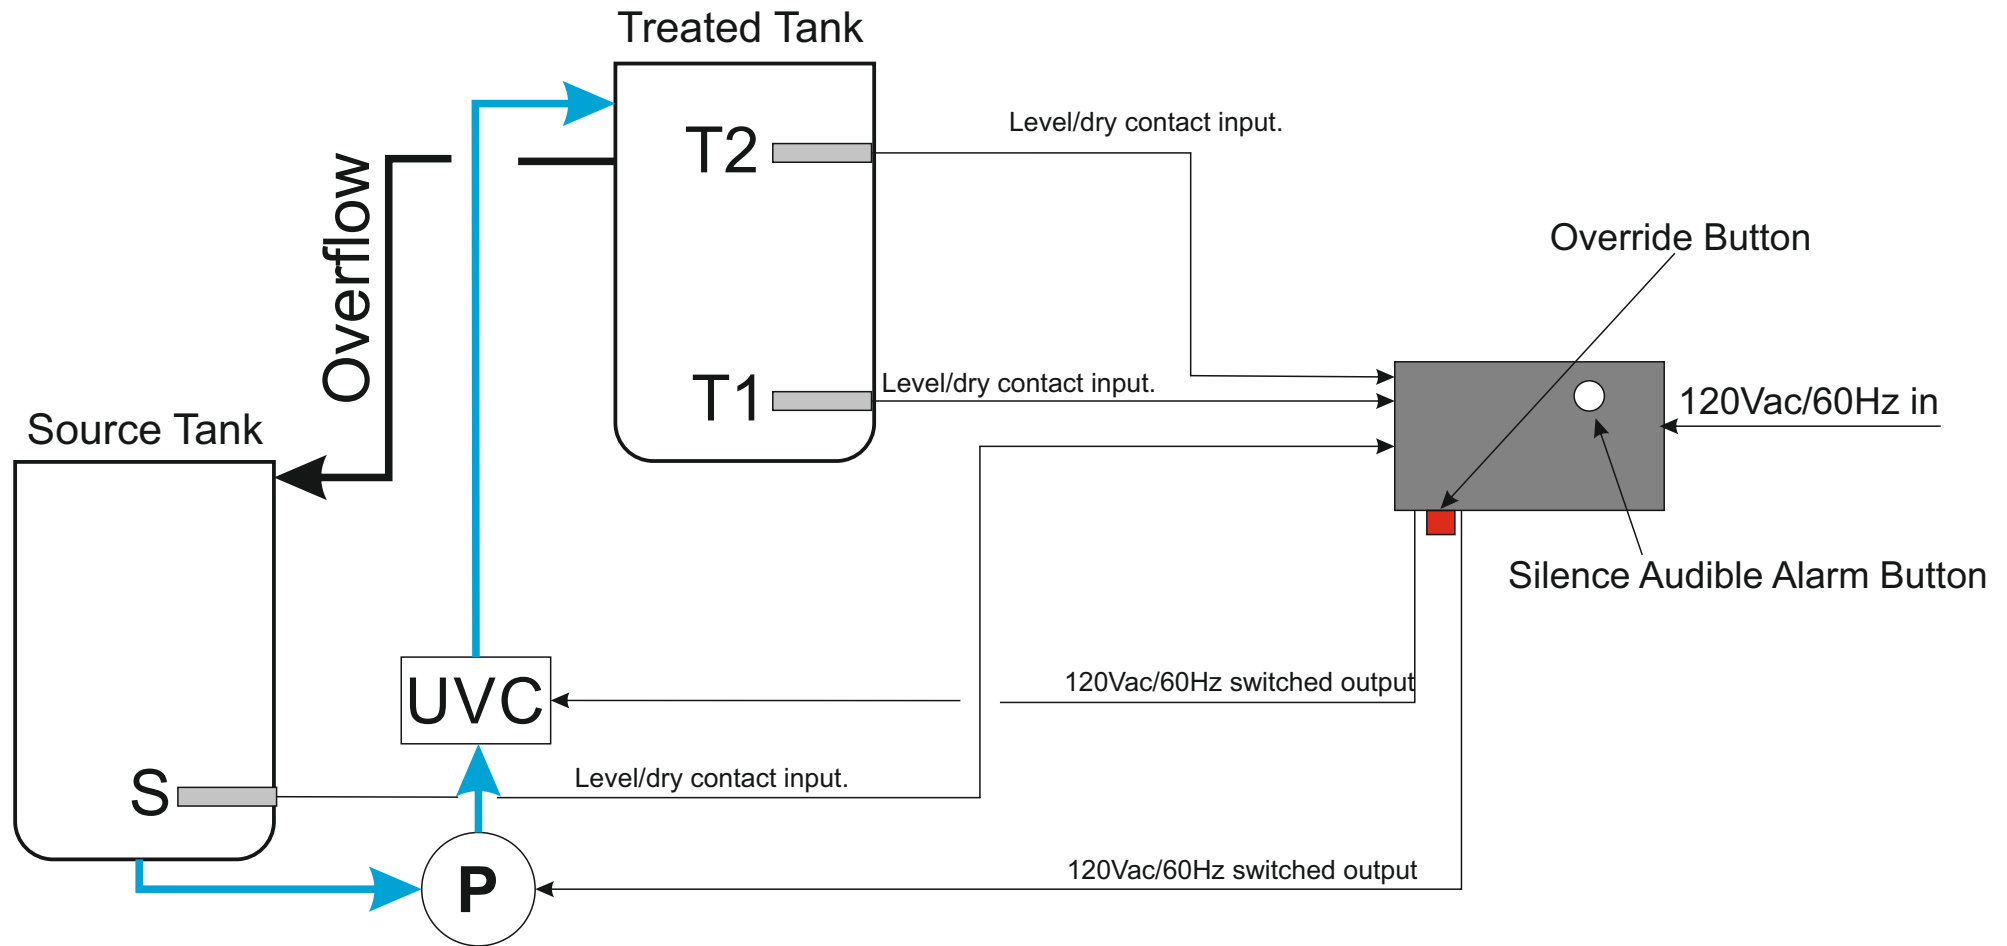 Treated Tank
T2
Level/dry contact input.
Overflow
Override Button
T1
Level/dry contact input.
120Vac/60Hz in
Source Tank
Silence Audible Alarm Button
UVC
120Vac/60Hz switched output
S
Level/dry contact input.
P
120Vac/60Hz switched output